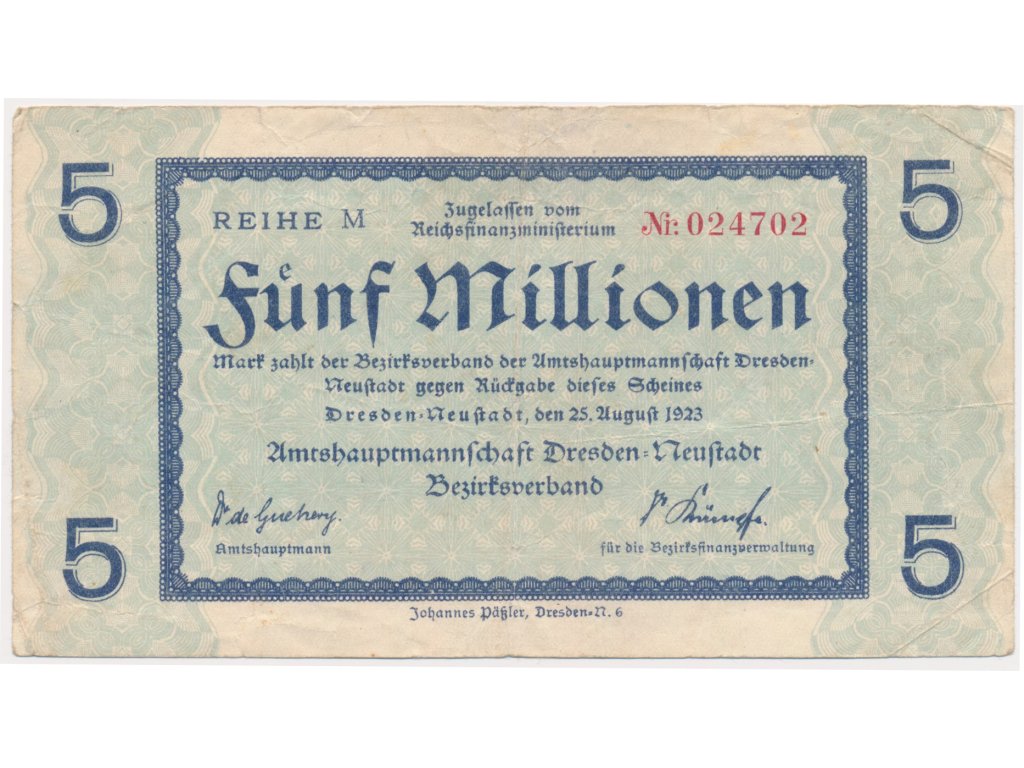 5 5
REIHE M
Zugelassen vom
Reichsfinanzministerium
Nr: 024702
Fünf Millionen
Mark zahlt der Bezirksverband der Amtshauptmannschaft Dresden-
Neustadt gegen Rückgabe dieses Scheines
Dresden-Neustadt, den 25. August 1923
Amtshauptmannschaft Dresden-Neustadt
Bezirksverband
Dr de
Amtshauptmann
für die Bezirksfinanzverwaltung
5 5
Johannes Päßler, Dresden-N. 6